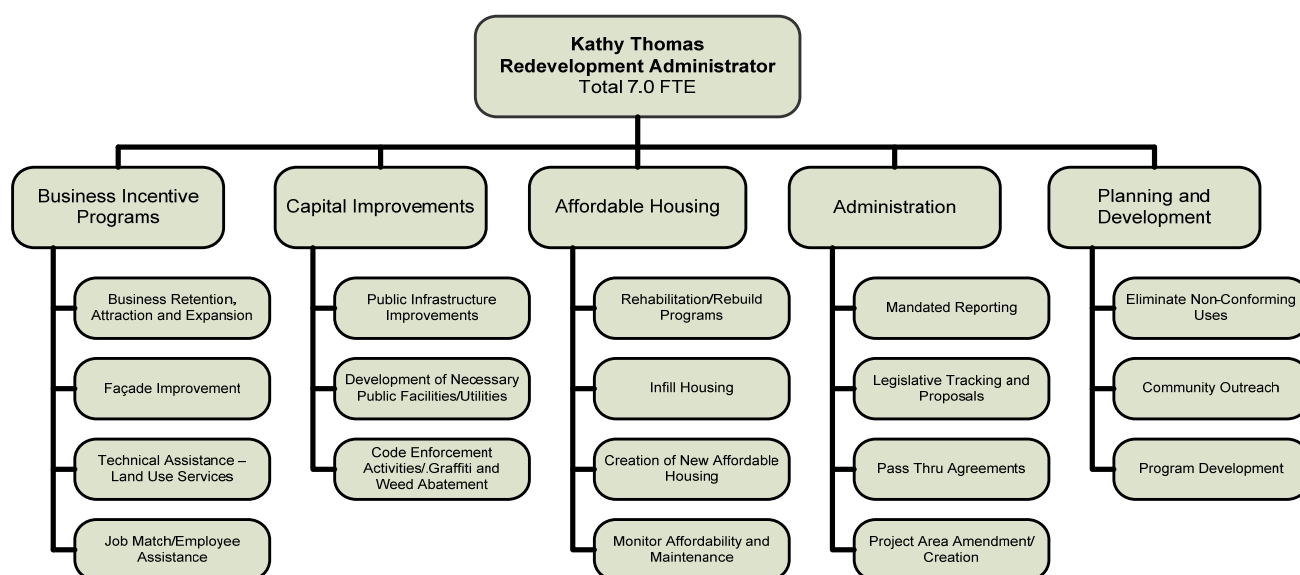 Kathy Thomas
Redevelopment Administrator
Total 7.0 FTE
Business Incentive
Programs
Capital Improvements
Affordable Housing
Administration
Planning and
Development
Business Retention,
Attraction and Expansion
Façade Improvement
Technical Assistance –
Land Use Services
Job Match/Employee
Assistance
Public Infrastructure
Improvements
Development of Necessary
Public Facilities/Utilities
Code Enforcement
Activities/.Graffiti and
Weed Abatement
Rehabilitation/Rebuild
Programs
Infill Housing
Creation of New Affordable
Housing
Monitor Affordability and
Maintenance
Mandated Reporting
Legislative Tracking and
Proposals
Pass Thru Agreements
Project Area Amendment/
Creation
Eliminate Non-Conforming
Uses
Community Outreach
Program Development